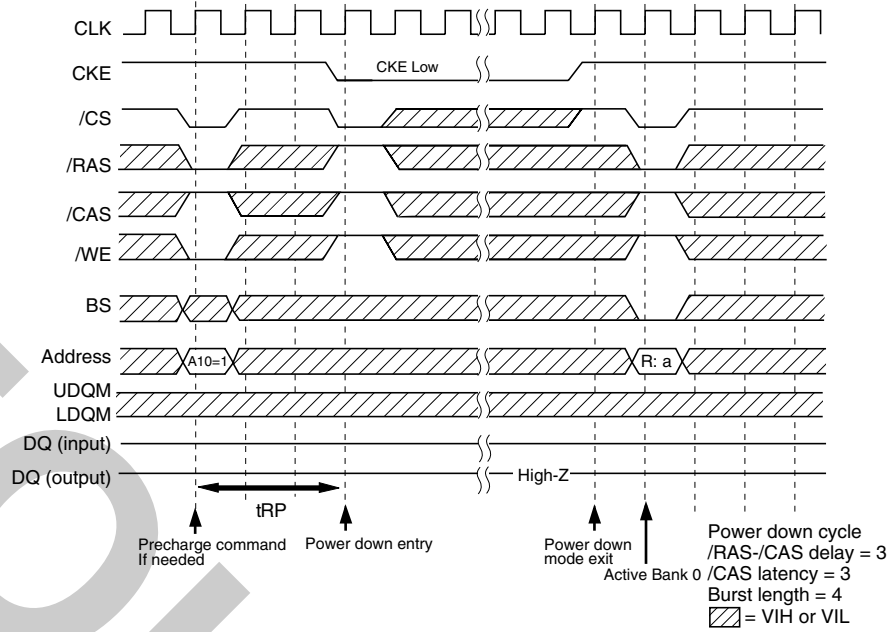 CLK
CKE
CKE Low
/CS
/RAS
/CAS
/WE
BS
Address
A10=1
R: a
UDQM
LDQM
DQ (input)
DQ (output)
High-Z
tRP
Precharge command
If needed
Power down entry
Power down
mode exit
Active Bank 0
Power down cycle
/RAS-/CAS delay = 3
/CAS latency = 3
Burst length = 4
= VIH or VIL